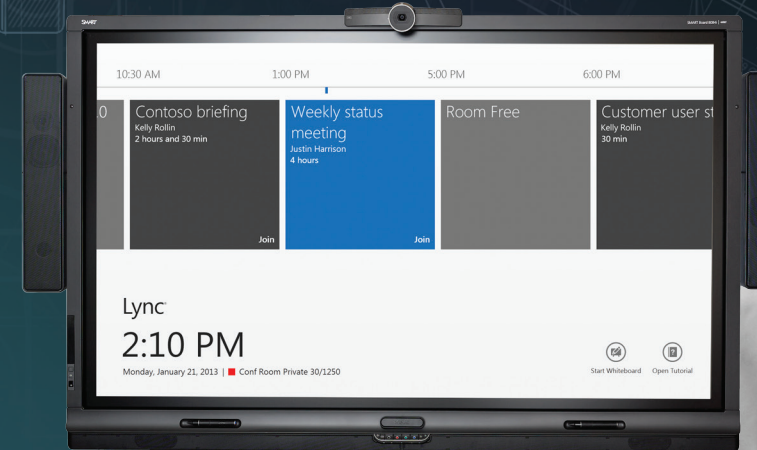 SMART
SMART Board 8084i
10:30 AM 1:00 PM 5:00 PM 6:00 PM
.0
Contoso briefing
Kelly Rollin
2 hours and 30 min
Join
Weekly status
meeting
Justin Harrison
4 hours
Join
Room Free
Customer user st
Kelly Rollin
30 min
Lync
2:10 PM
Monday, January 21, 2013 | Conf Room Private 30/1250
Start Whiteboard Open Tutorial